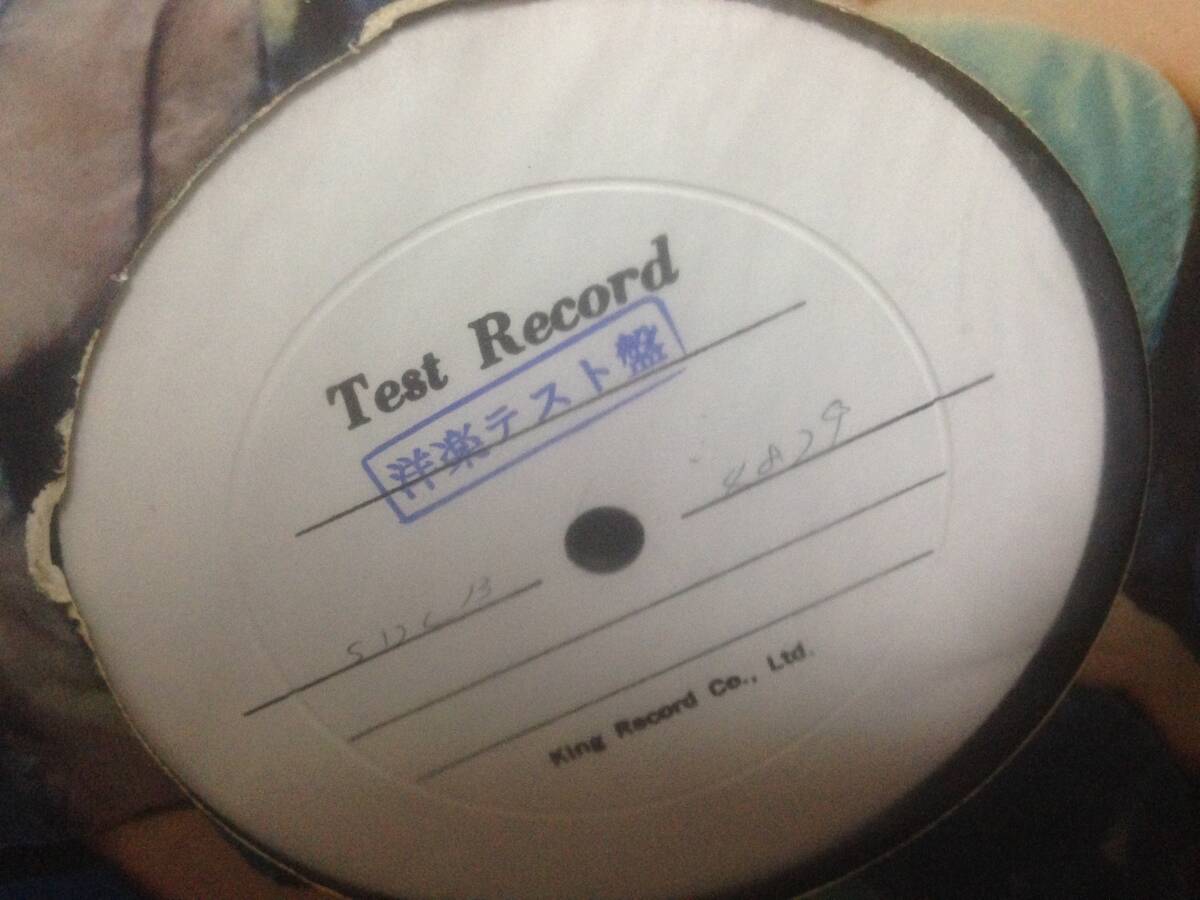 Test Record
洋楽テスト盤
4829
SIDE B
King Record Co., Ltd.